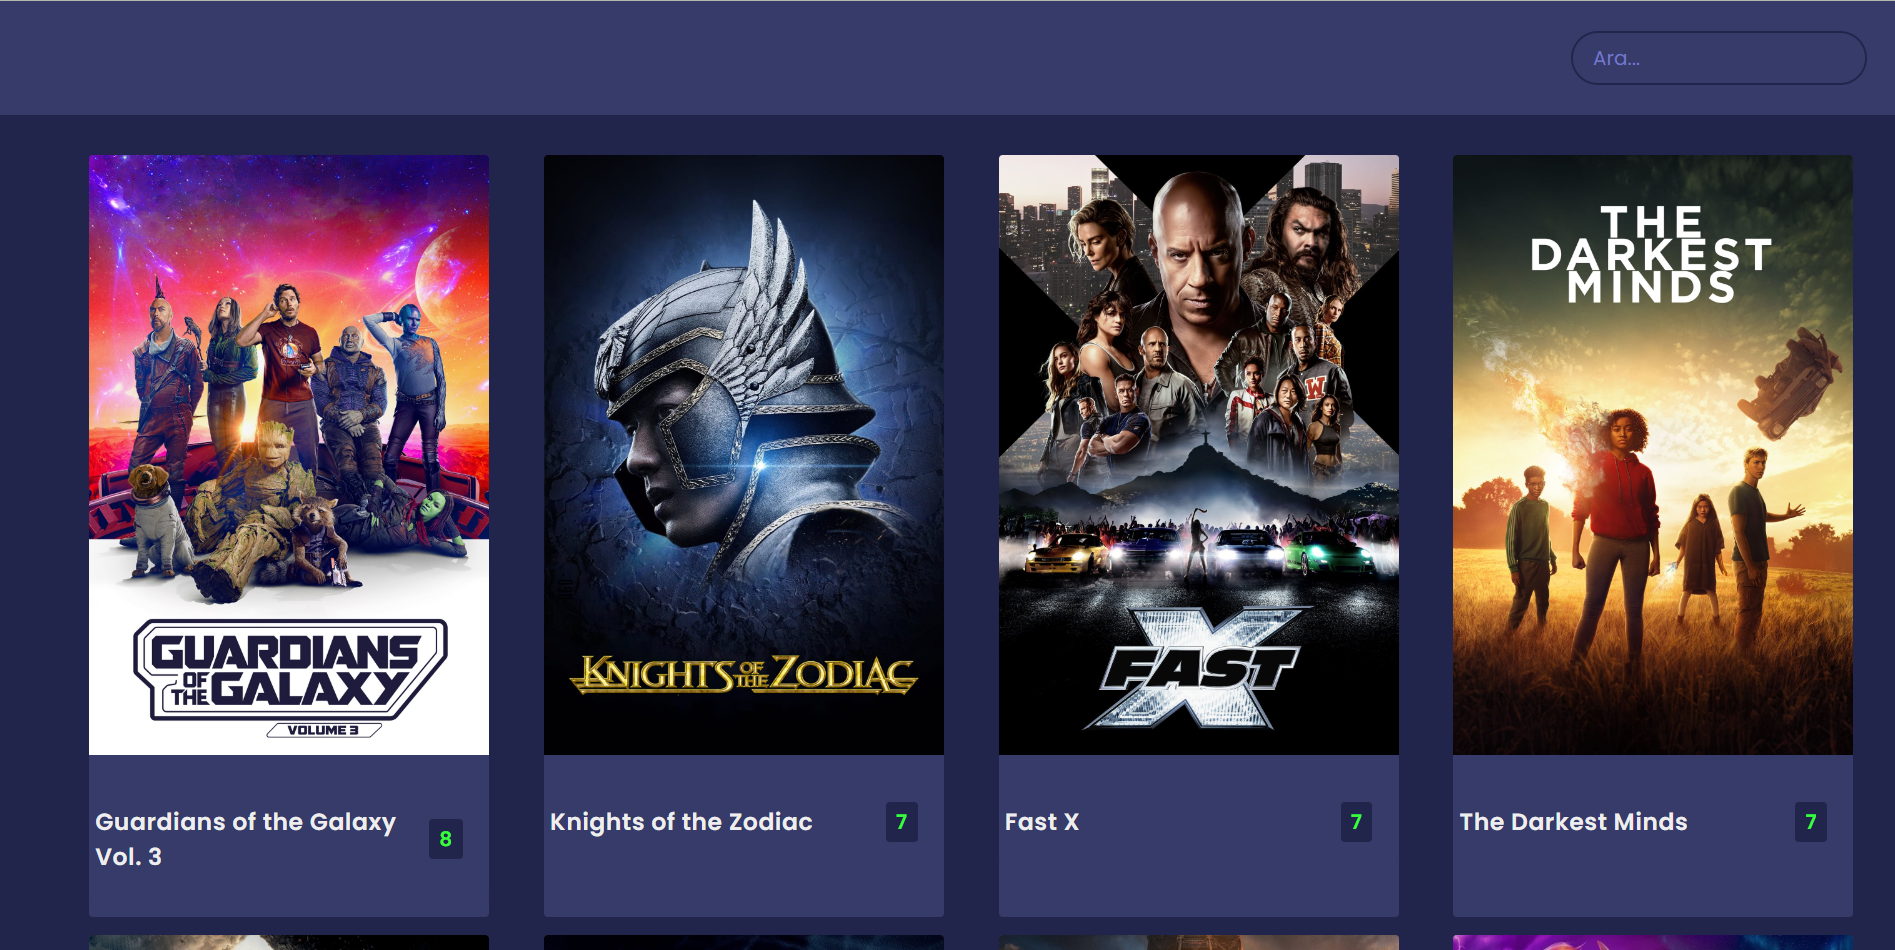 Ara...
GUARDIANS
OF THE GALAXY
VOLUME 3
KNIGHTS OF THE ZODIAC
FAST X
W
THE
DARKEST
MINDS
Guardians of the Galaxy
Vol. 3
8
Knights of the Zodiac
7
Fast X
7
The Darkest Minds
7